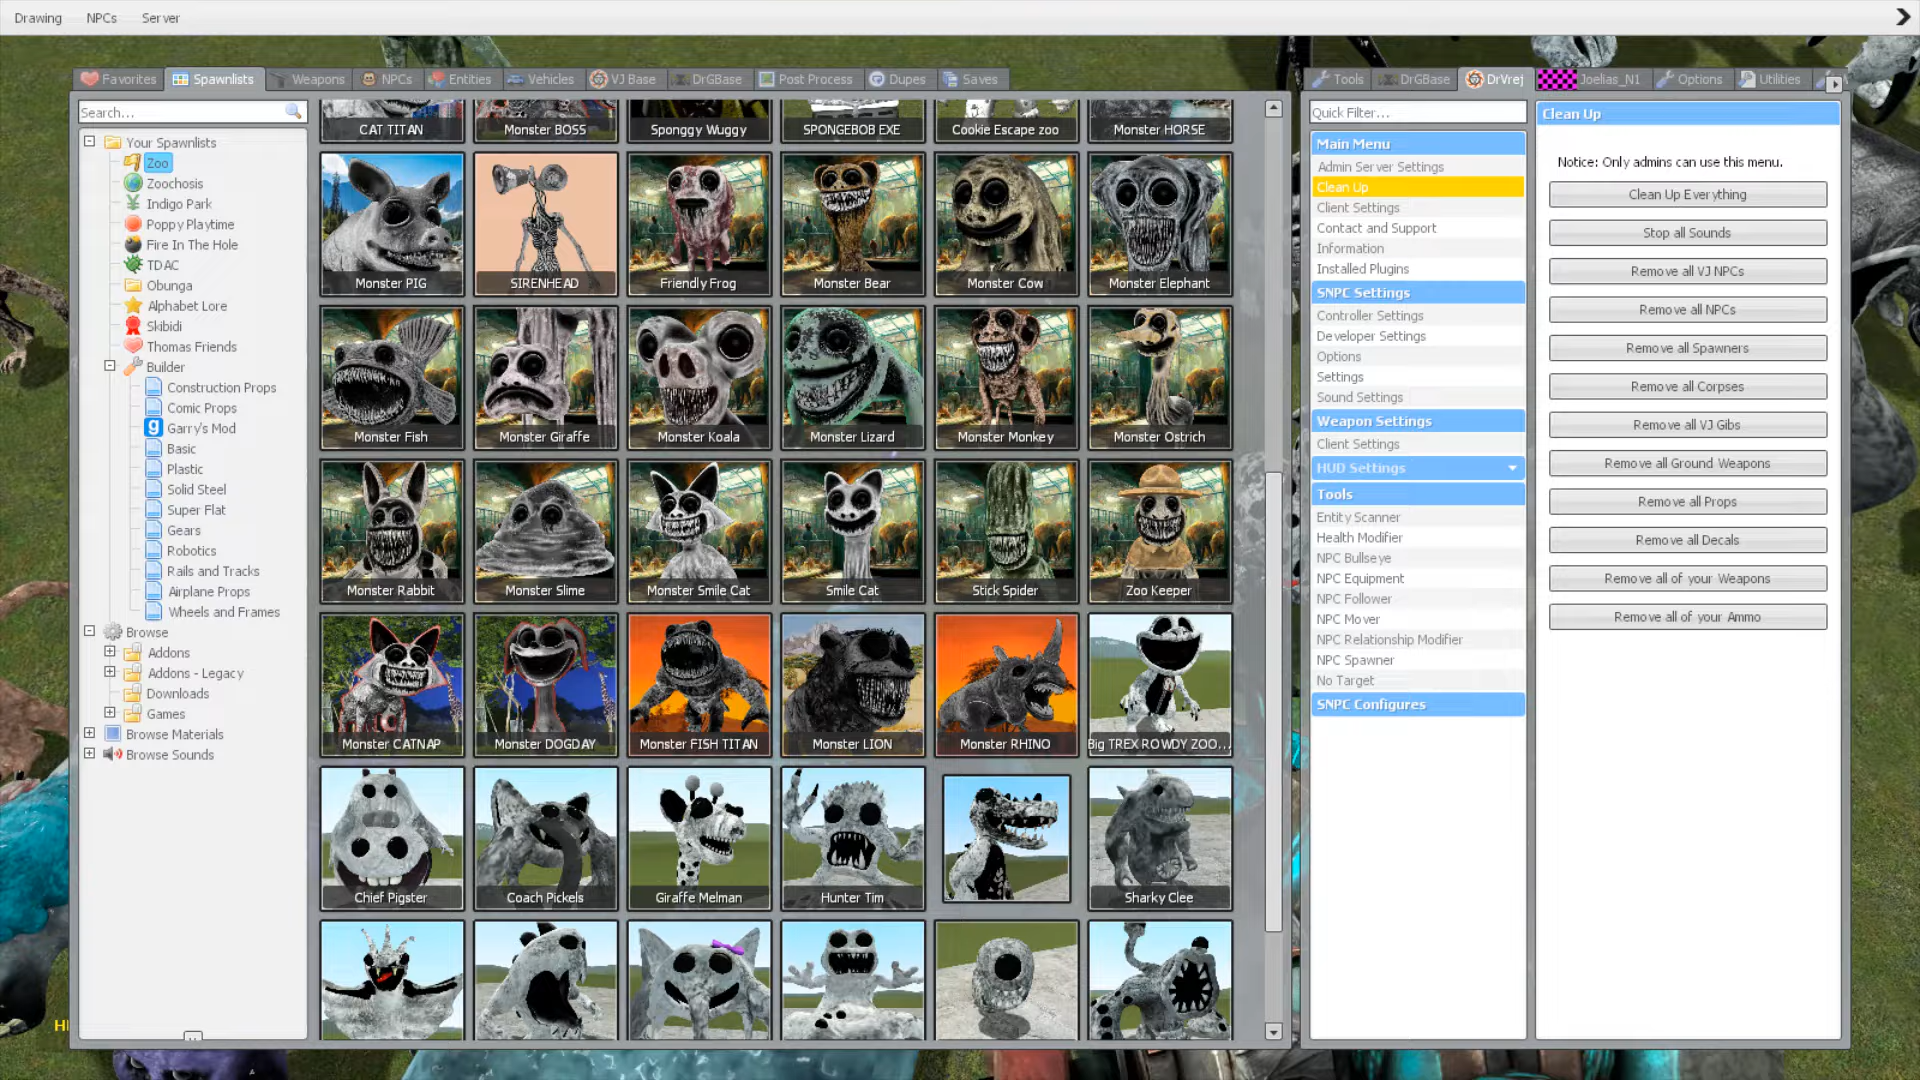 Drawing NPCs Server
Favorites Spawnlists Weapons NPCs Entities Vehicles VJ Base DrGBase Post Process Dupes Saves
Tools DrGBase DrVrej Joelias_N1 Options Utilities
Search...
Your Spawnlists
Zoo
Zoochosis
Indigo Park
Poppy Playtime
Fire In The Hole
TDAC
Obunga
Alphabet Lore
Skibidi
Thomas Friends
Builder
Construction Props
Comic Props
Garry's Mod
Basic
Plastic
Solid Steel
Super Flat
Gears
Robotics
Rails and Tracks
Airplane Props
Wheels and Frames
Browse
Addons
Addons - Legacy
Downloads
Games
Browse Materials
Browse Sounds
CAT TITAN Monster BOSS Sponggy Wuggy SPONGEBOB EXE Cookie Escape zoo Monster HORSE
Monster PIG SIRENHEAD Friendly Frog Monster Bear Monster Cow Monster Elephant
Monster Fish Monster Giraffe Monster Koala Monster Lizard Monster Monkey Monster Ostrich
Monster Rabbit Monster Slime Monster Smile Cat Smile Cat Stick Spider Zoo Keeper
Monster CATNAP Monster DOGDAY Monster FISH TITAN Monster LION Monster RHINO Big TREX ROWDY ZOO...
Chief Pigster Coach Pickels Giraffe Melman Hunter Tim Sharky Clee
Quick Filter...
Main Menu
Admin Server Settings
Clean Up
Client Settings
Contact and Support
Information
Installed Plugins
SNPC Settings
Controller Settings
Developer Settings
Options
Settings
Sound Settings
Weapon Settings
Client Settings
HUD Settings
Tools
Entity Scanner
Health Modifier
NPC Bullseye
NPC Equipment
NPC Follower
NPC Mover
NPC Relationship Modifier
NPC Spawner
No Target
SNPC Configures
Clean Up
Notice: Only admins can use this menu.
Clean Up Everything
Stop all Sounds
Remove all VJ NPCs
Remove all NPCs
Remove all Spawners
Remove all Corpses
Remove all VJ Gibs
Remove all Ground Weapons
Remove all Props
Remove all Decals
Remove all of your Weapons
Remove all of your Ammo